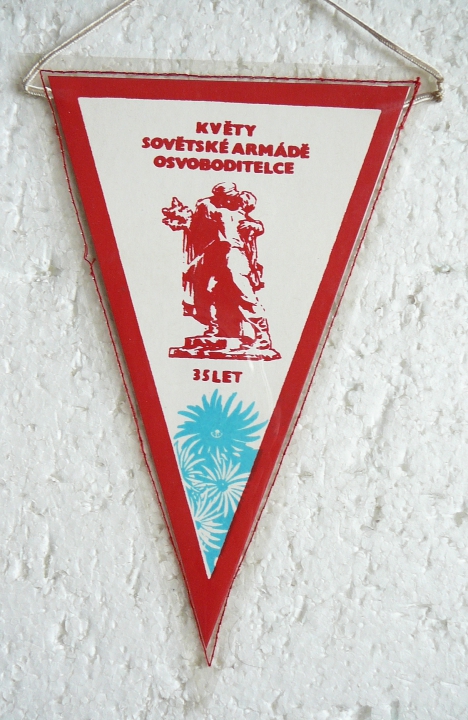 KVĚTY
SOVĚTSKÉ ARMÁDĚ
OSVOBODITELCE
35 LET